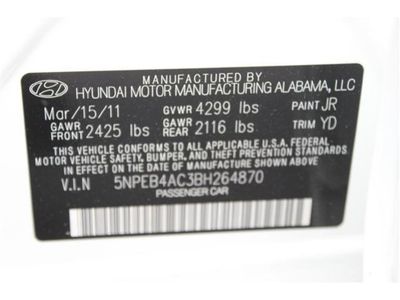 MANUFACTURED BY
HYUNDAI MOTOR MANUFACTURING ALABAMA, LLC
Mar/15/11 GVWR 4299 lbs PAINT JR
GAWR FRONT 2425 lbs GAWR REAR 2116 lbs TRIM YD
THIS VEHICLE CONFORMS TO ALL APPLICABLE U.S.A. FEDERAL
MOTOR VEHICLE SAFETY, BUMPER, AND THEFT PREVENTION
STANDARDS IN EFFECT ON THE DATE OF MANUFACTURE SHOWN ABOVE.
V.I.N 5NPEB4AC3BH264870
PASSENGER CAR